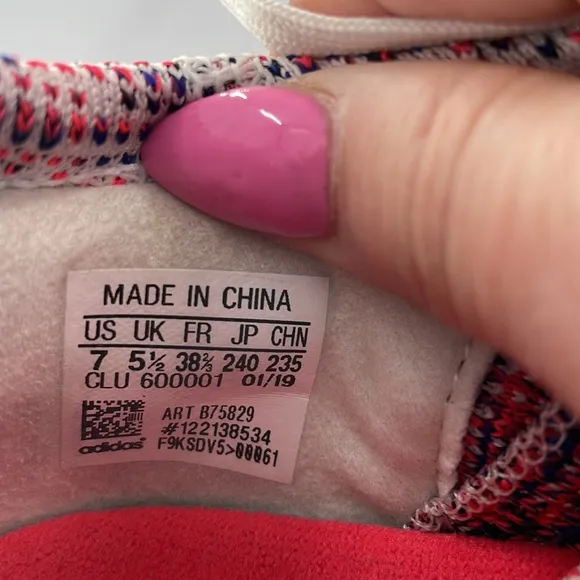 MADE IN CHINA
US UK FR JP CHN
7 5½ 38⅔ 240 235
CLU 600001 01/19
ART B75829
#122138534
adidas F9KSDV5>00061